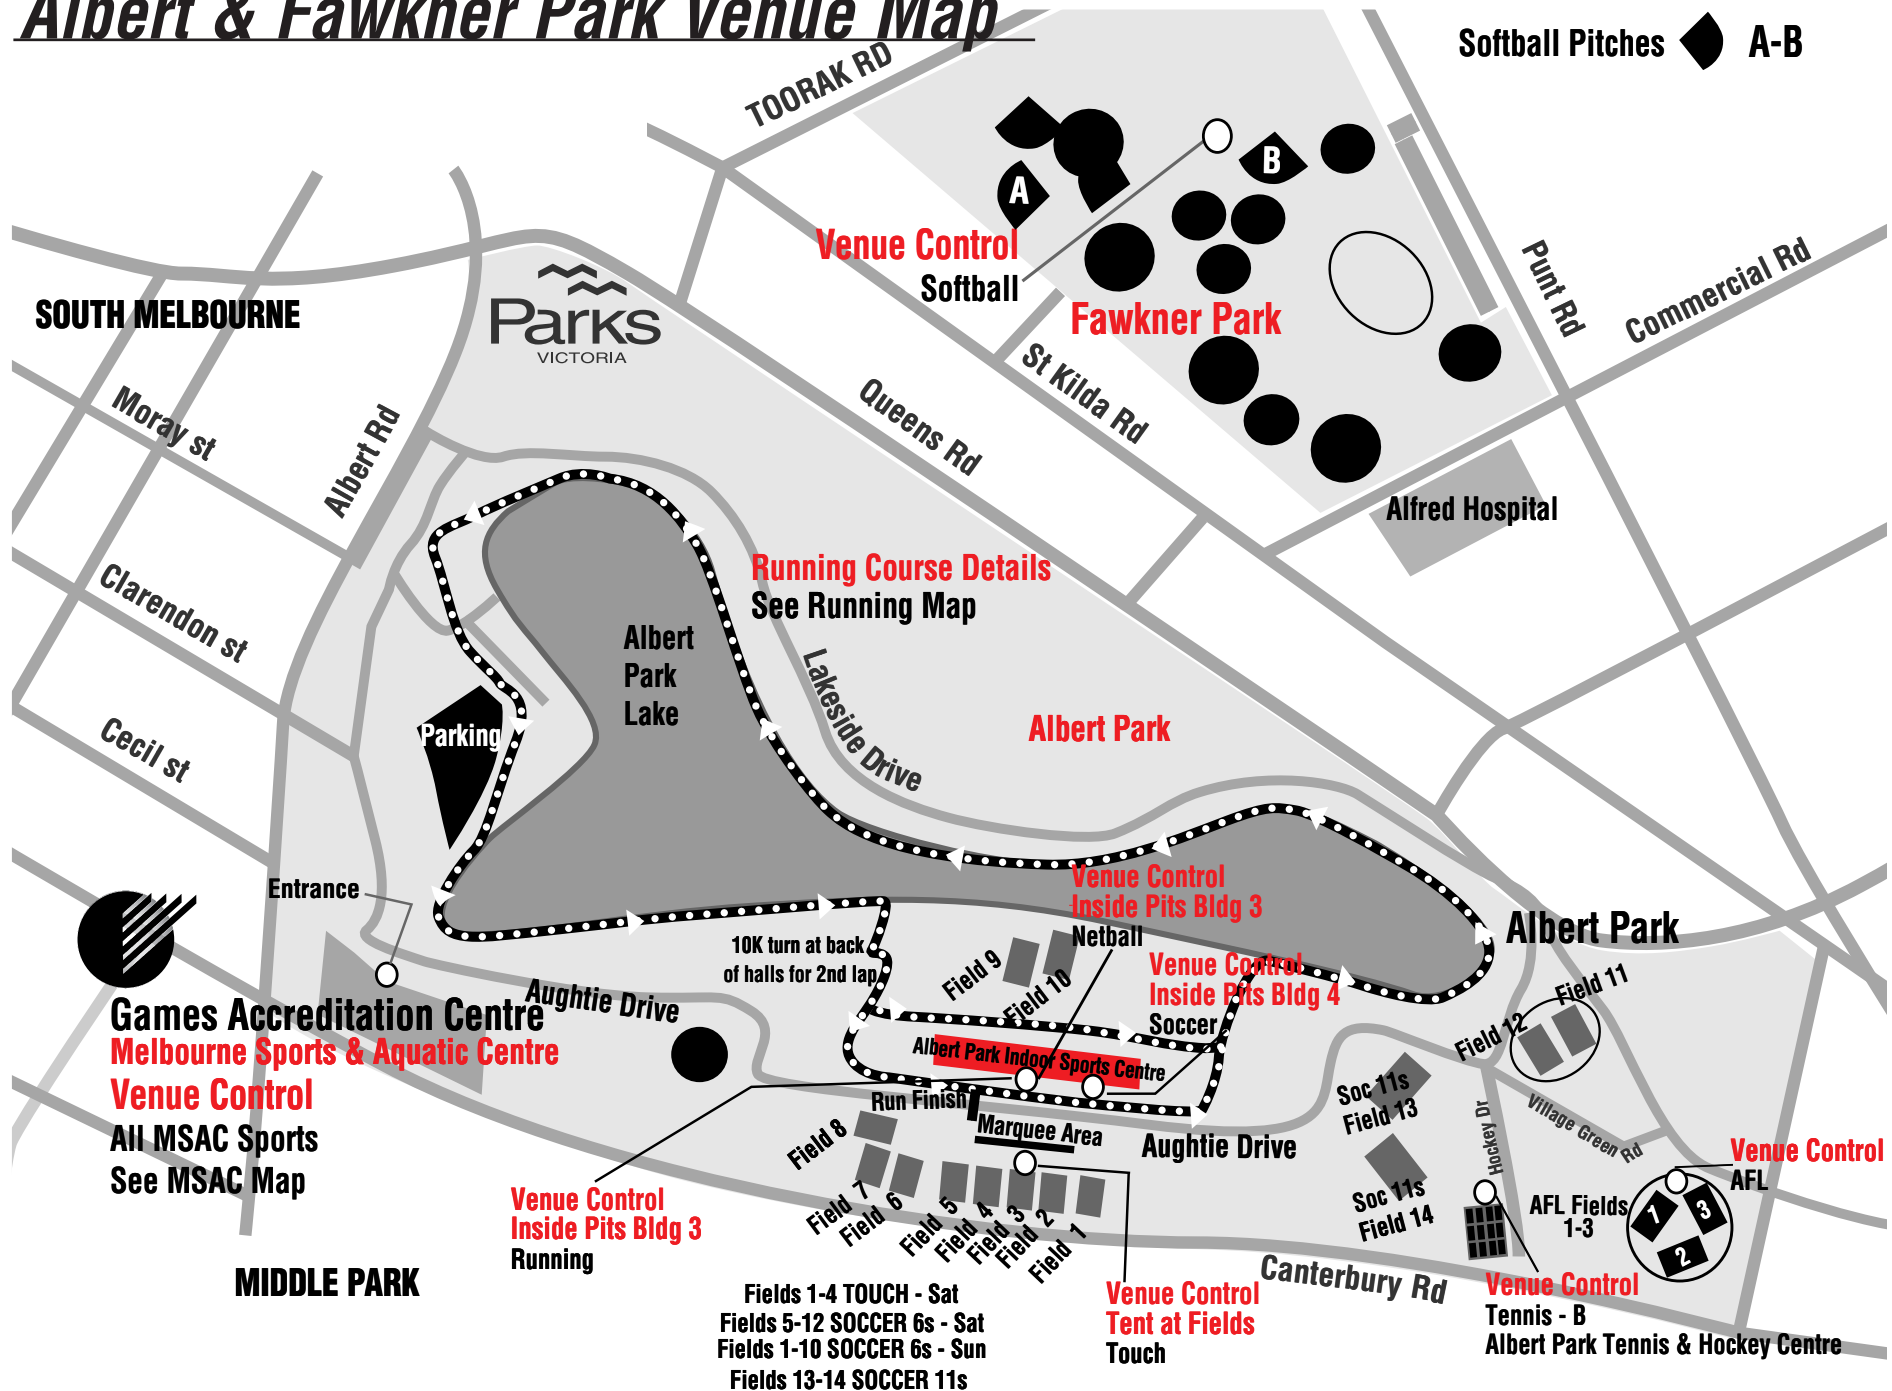 Albert & Fawkner Park Venue Map
Softball Pitches A-B
TOORAK RD
A
B
Venue Control
Softball
Fawkner Park
Punt Rd
Commercial Rd
SOUTH MELBOURNE
Parks
VICTORIA
St Kilda Rd
Queens Rd
Moray st
Albert Rd
Alfred Hospital
Clarendon st
Running Course Details
See Running Map
Albert
Park
Lake
Lakeside Drive
Albert Park
Parking
Cecil st
Entrance
Venue Control
Inside Pits Bldg 3
Netball
Albert Park
10K turn at back
of halls for 2nd lap
Field 9
Field 10
Venue Control
Inside Pits Bldg 4
Soccer
Field 11
Field 12
Games Accreditation Centre
Melbourne Sports & Aquatic Centre
Venue Control
All MSAC Sports
See MSAC Map
Aughtie Drive
Albert Park Indoor Sports Centre
Run Finish
Marquee Area
Aughtie Drive
Soc 11s
Field 13
Hockey Dr
Village Green Rd
Venue Control
AFL
Soc 11s
Field 14
AFL Fields
1-3
1
3
2
Field 8
Field 7
Field 6
Field 5
Field 4
Field 3
Field 2
Field 1
Venue Control
Inside Pits Bldg 3
Running
MIDDLE PARK
Canterbury Rd
Fields 1-4 TOUCH - Sat
Fields 5-12 SOCCER 6s - Sat
Fields 1-10 SOCCER 6s - Sun
Fields 13-14 SOCCER 11s
Venue Control
Tent at Fields
Touch
Venue Control
Tennis - B
Albert Park Tennis & Hockey Centre